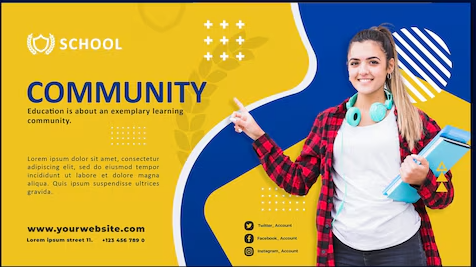 SCHOOL
COMMUNITY
Education is about an exemplary learning
community.
Lorem ipsum dolor sit amet, consectetur
adipiscing elit, sed do eiusmod tempor
incididunt ut labore et dolore magna
aliqua. Quis ipsum suspendisse ultrices
gravida.
www.yourwebsite.com
Lorem ipsum street 11. +123 456 789 0
Twitter_Account
Facebook_Account
Instagram_Account